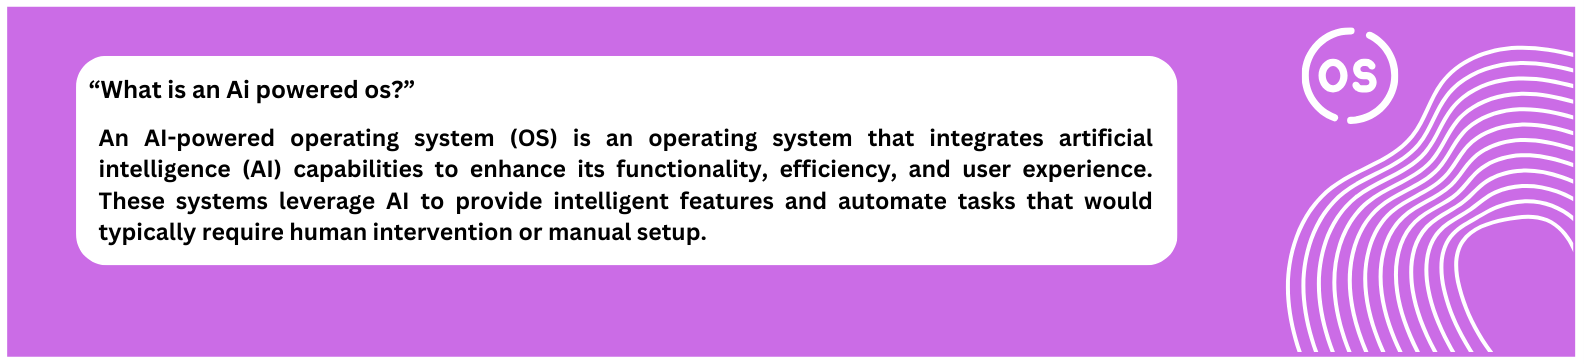 “What is an Ai powered os?”
An AI-powered operating system (OS) is an operating system that integrates artificial
intelligence (AI) capabilities to enhance its functionality, efficiency, and user experience.
These systems leverage AI to provide intelligent features and automate tasks that would
typically require human intervention or manual setup.
OS